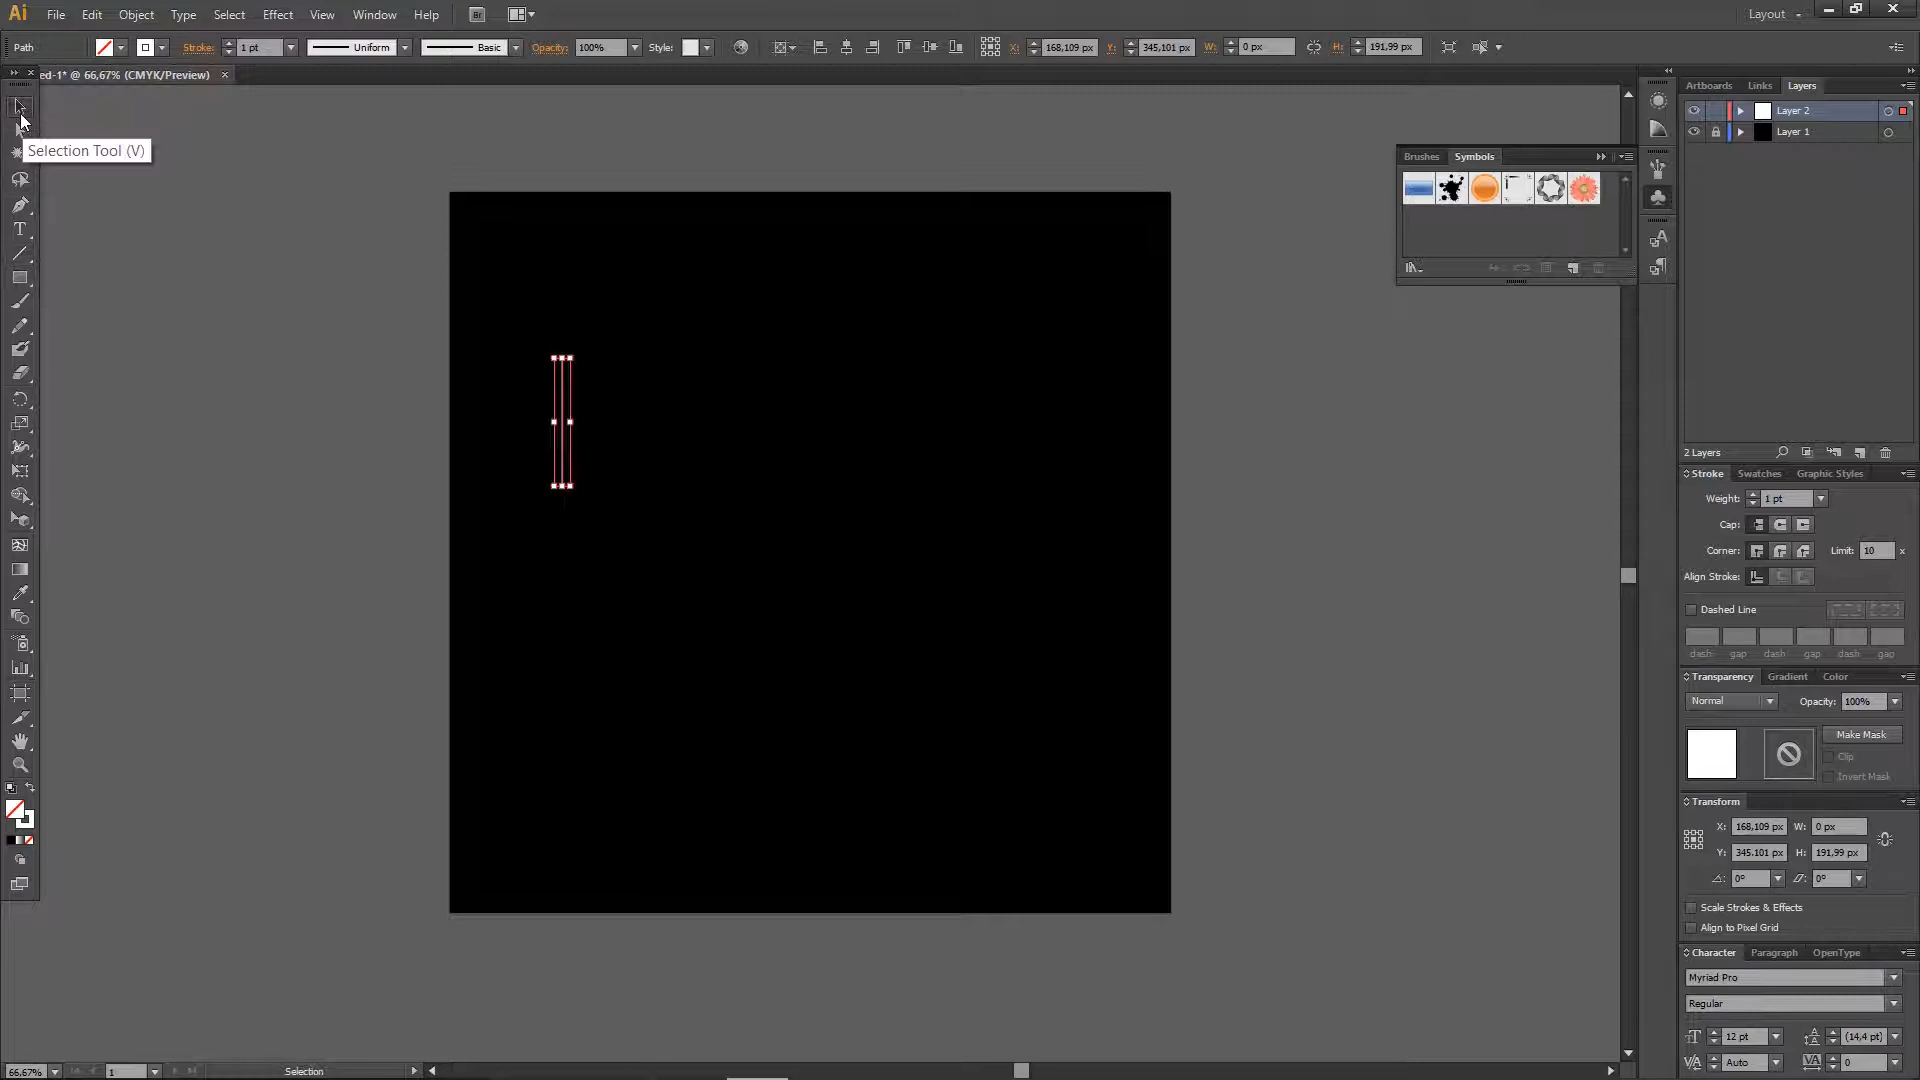 Ai File Edit Object Type Select Effect View Window Help Br Layout
Path Stroke: 1 pt Uniform Basic Opacity: 100% Style: X: 168,109 px Y: 345,101 px W: 0 px H: 191,99 px
ed-1* @ 66,67% (CMYK/Preview)
Artboards Links Layers
Layer 2
Layer 1
Selection Tool (V)
Brushes Symbols
2 Layers
Stroke Swatches Graphic Styles
Weight: 1 pt
Cap:
Corner: Limit: 10 x
Align Stroke:
Dashed Line
dash gap dash gap dash gap
Transparency Gradient Color
Normal Opacity: 100%
Make Mask
Clip
Invert Mask
Transform
X: 168,109 px W: 0 px
Y: 345.101 px H: 191,99 px
0° 0°
Scale Strokes & Effects
Align to Pixel Grid
Character Paragraph OpenType
Myriad Pro
Regular
12 pt (14,4 pt)
Auto 0
66,67% 1 Selection